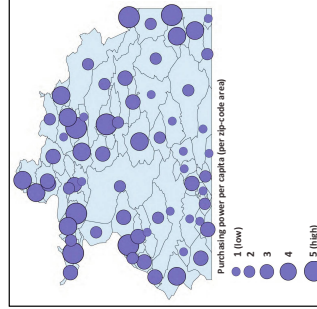 Purchasing power per capita (per zip-code area)
1 (low)
2
3
4
5 (high)